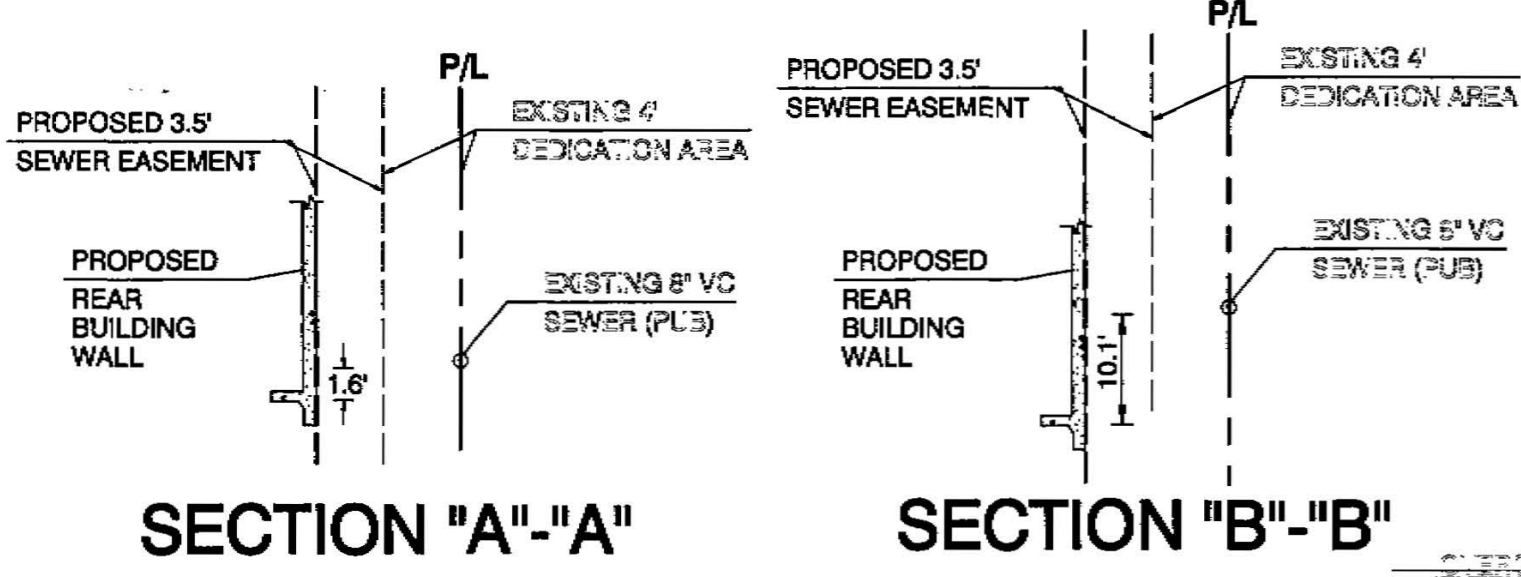 P/L
PROPOSED 3.5'
SEWER EASEMENT
EXISTING 4'
DEDICATION AREA
PROPOSED
REAR
BUILDING
WALL
1.6'
EXISTING 8" VC
SEWER (PUB)
SECTION "A"-"A"
P/L
PROPOSED 3.5'
SEWER EASEMENT
EXISTING 4'
DEDICATION AREA
PROPOSED
REAR
BUILDING
WALL
10.1'
EXISTING 8" VC
SEWER (PUB)
SECTION "B"-"B"